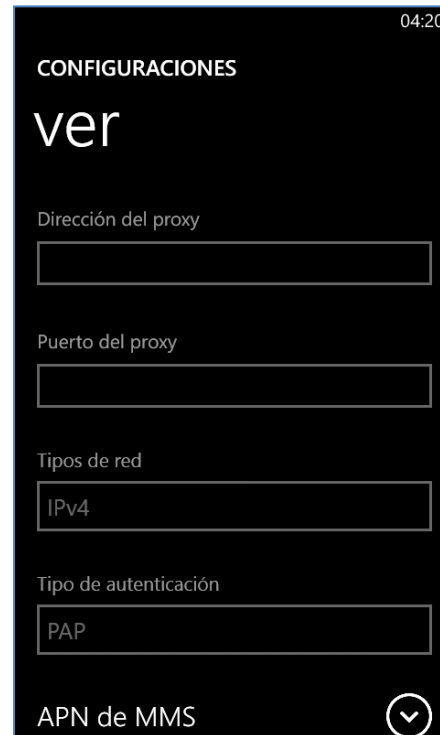 04:20
CONFIGURACIONES
ver
Dirección del proxy
Puerto del proxy
Tipos de red
IPv4
Tipo de autenticación
PAP
APN de MMS